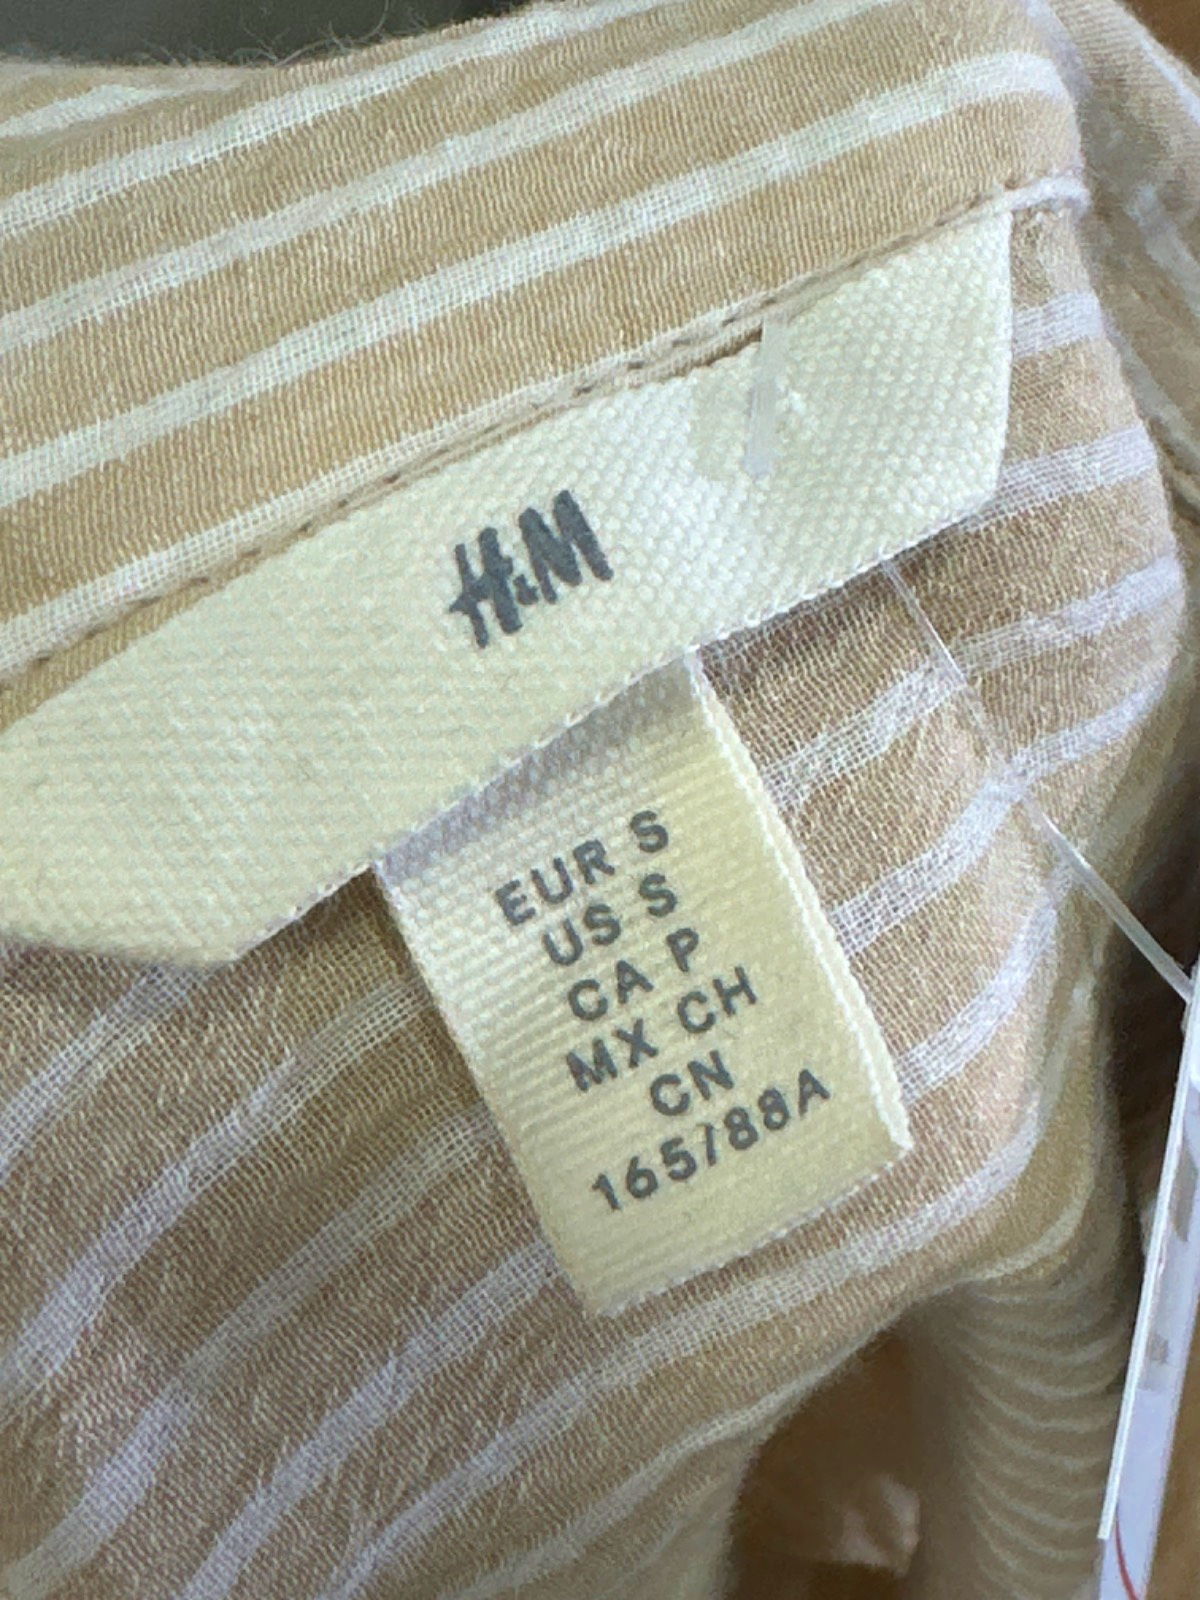 H&M
EUR S
US S
CA P
MX CH
CN
165/88A